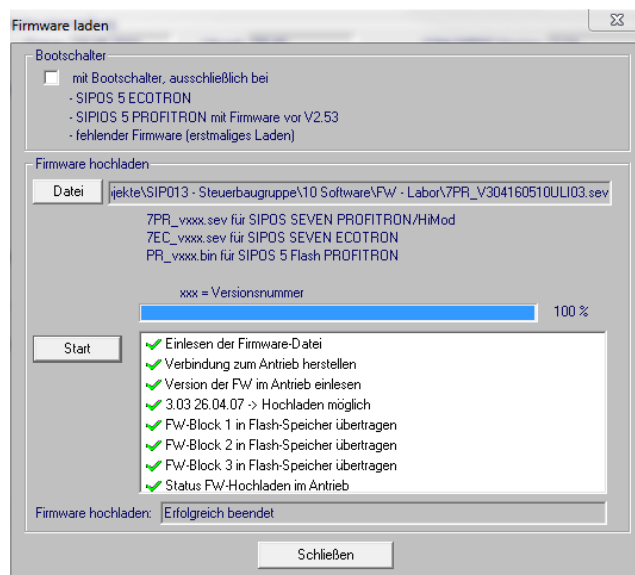 Firmware laden
Bootschalter
mit Bootschalter, ausschließlich bei
- SIPOS 5 ECOTRON
- SIPIOS 5 PROFITRON mit Firmware vor V2.53
- fehlender Firmware (erstmaliges Laden)
Firmware hochladen
Datei
ijekte\SIP013 - Steuerbaugruppe\10 Software\FW - Labor\7PR_V304160510ULI03.sev
7PR_vxxx.sev für SIPOS SEVEN PROFITRON/HiMod
7EC_vxxx.sev für SIPOS SEVEN ECOTRON
PR_vxxx.bin für SIPOS 5 Flash PROFITRON
xxx = Versionsnummer
100 %
Start
Einlesen der Firmware-Datei
Verbindung zum Antrieb herstellen
Version der FW im Antrieb einlesen
3.03 26.04.07 -> Hochladen möglich
FW-Block 1 in Flash-Speicher übertragen
FW-Block 2 in Flash-Speicher übertragen
FW-Block 3 in Flash-Speicher übertragen
Status FW-Hochladen im Antrieb
Firmware hochladen: Erfolgreich beendet
Schließen